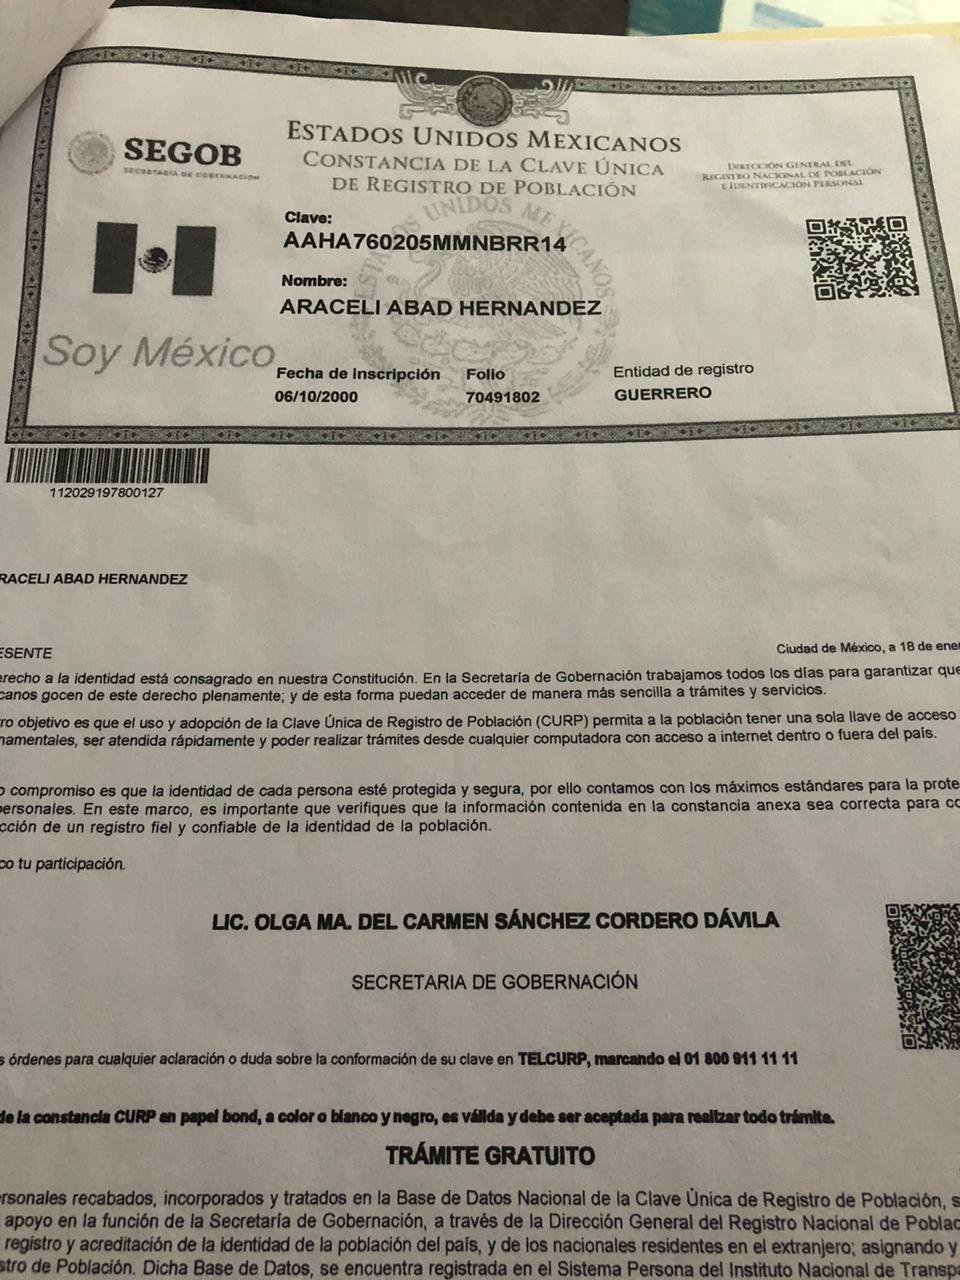 ESTADOS UNIDOS MEXICANOS
CONSTANCIA DE LA CLAVE ÚNICA
DE REGISTRO DE POBLACIÓN
SEGOB
SECRETARÍA DE GOBERNACIÓN
DIRECCIÓN GENERAL DEL
REGISTRO NACIONAL DE POBLACIÓN
E IDENTIFICACIÓN PERSONAL
Clave:
AAHA760205MMNBRR14
Nombre:
ARACELI ABAD HERNANDEZ
Soy México
Fecha de inscripción Folio Entidad de registro
06/10/2000 70491802 GUERRERO
ESTADOS UNIDOS MEXICANOS
112029197800127
RACELI ABAD HERNANDEZ
ESENTE
Ciudad de México, a 18 de ener
erecho a la identidad está consagrado en nuestra Constitución. En la Secretaría de Gobernación trabajamos todos los días para garantizar que
canos gocen de este derecho plenamente; y de esta forma puedan acceder de manera más sencilla a trámites y servicios.
ro objetivo es que el uso y adopción de la Clave Única de Registro de Población (CURP) permita a la población tener una sola llave de acceso
namentales, ser atendida rápidamente y poder realizar trámites desde cualquier computadora con acceso a internet dentro o fuera del país.
o compromiso es que la identidad de cada persona esté protegida y segura, por ello contamos con los máximos estándares para la prote
personales. En este marco, es importante que verifiques que la información contenida en la constancia anexa sea correcta para co
cción de un registro fiel y confiable de la identidad de la población.
co tu participación.
LIC. OLGA MA. DEL CARMEN SÁNCHEZ CORDERO DÁVILA
SECRETARIA DE GOBERNACIÓN
s órdenes para cualquier aclaración o duda sobre la conformación de su clave en TELCURP, marcando el 01 800 911 11 11
de la constancia CURP en papel bond, a color o blanco y negro, es válida y debe ser aceptada para realizar todo trámite.
TRÁMITE GRATUITO
ersonales recabados, incorporados y tratados en la Base de Datos Nacional de la Clave Única de Registro de Población, s
apoyo en la función de la Secretaría de Gobernación, a través de la Dirección General del Registro Nacional de Poblac
registro y acreditación de la identidad de la población del país, y de los nacionales residentes en el extranjero; asignando y
stro de Población. Dicha Base de Datos, se encuentra registrada en el Sistema Persona del Instituto Nacional de Transpa